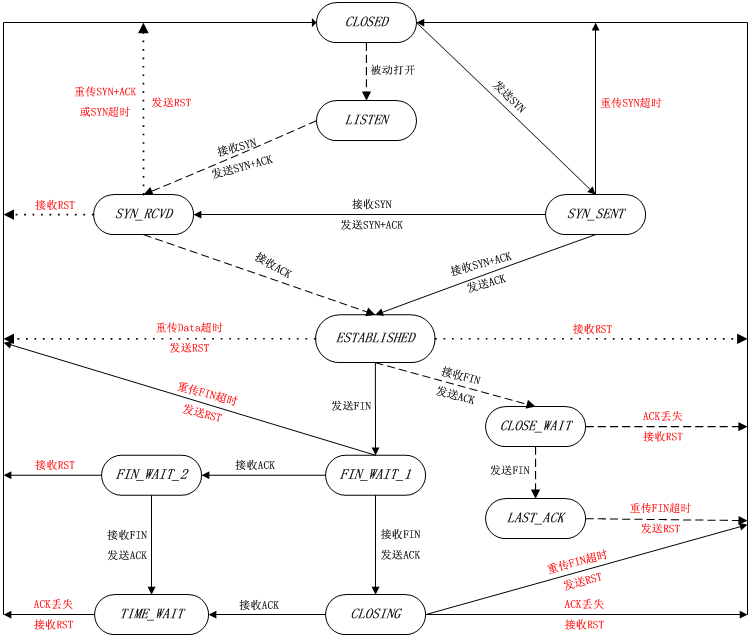 CLOSED
被动打开
重传SYN+ACK
或SYN超时
发送RST
发送SYN
重传SYN超时
LISTEN
接收SYN
发送SYN+ACK
接收RST
SYN_RCVD
接收SYN
发送SYN+ACK
SYN_SENT
接收ACK
接收SYN+ACK
发送ACK
重传Data超时
发送RST
ESTABLISHED
接收RST
重传FIN超时
发送RST
发送FIN
接收FIN
发送ACK
CLOSE_WAIT
ACK丢失
接收RST
接收RST
FIN_WAIT_2
接收ACK
FIN_WAIT_1
发送FIN
LAST_ACK
重传FIN超时
发送RST
接收FIN
发送ACK
接收FIN
发送ACK
重传FIN超时
发送RST
ACK丢失
接收RST
TIME_WAIT
接收ACK
CLOSING
ACK丢失
接收RST